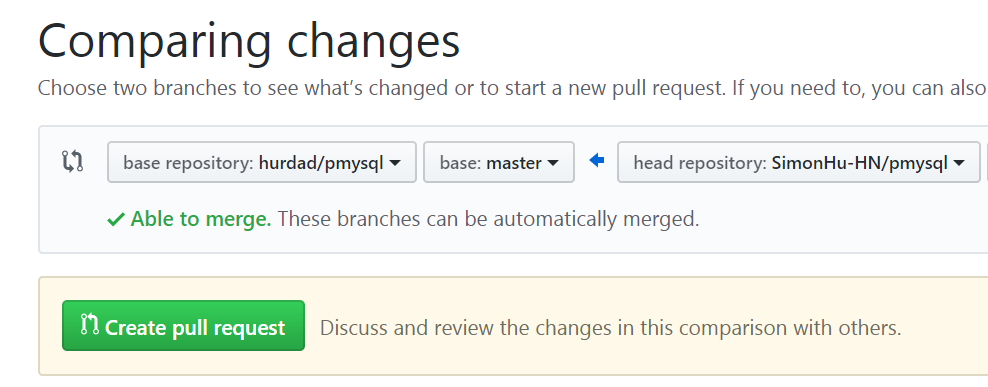 Comparing changes
Choose two branches to see what’s changed or to start a new pull request. If you need to, you can also
base repository: hurdad/pmysql base: master head repository: SimonHu-HN/pmysql
Able to merge. These branches can be automatically merged.
Create pull request Discuss and review the changes in this comparison with others.